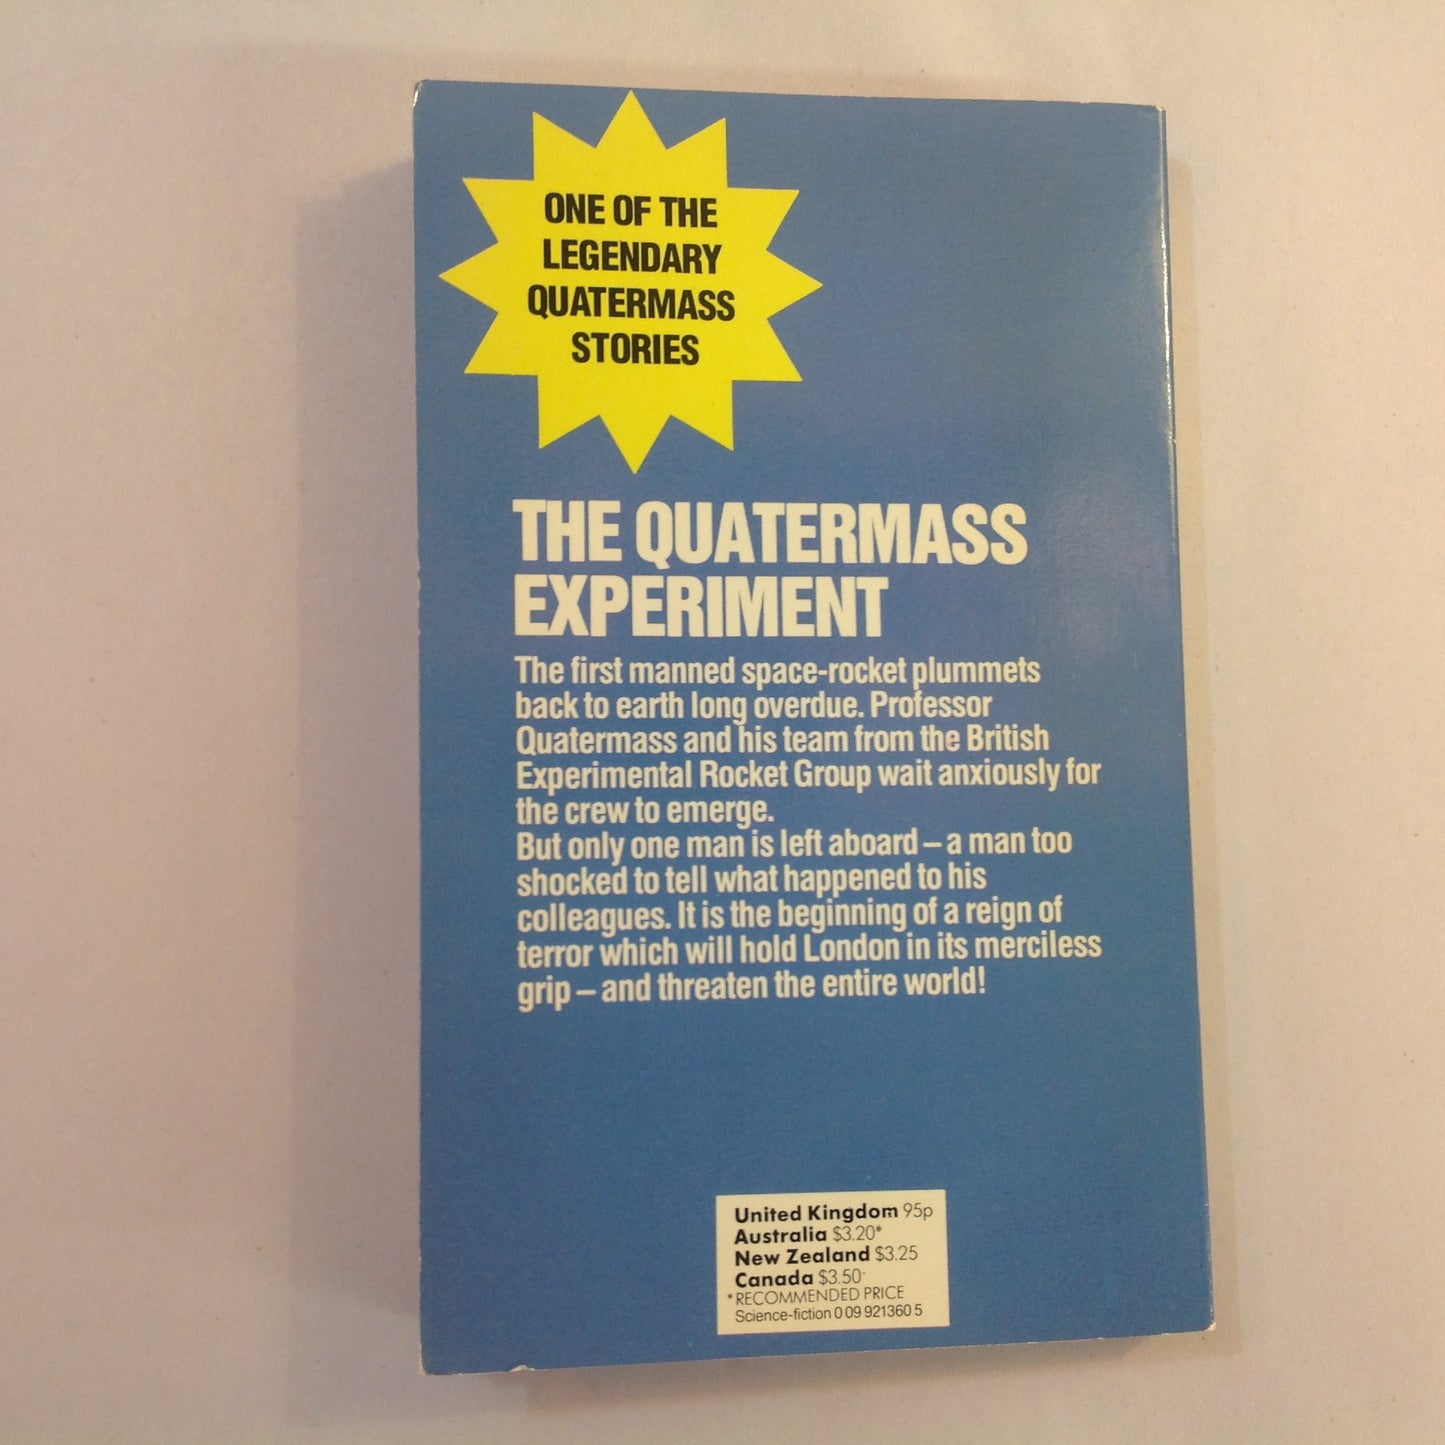 ONE OF THE
LEGENDARY
QUATERMASS
STORIES
THE QUATERMASS
EXPERIMENT
The first manned space-rocket plummets
back to earth long overdue. Professor
Quatermass and his team from the British
Experimental Rocket Group wait anxiously for
the crew to emerge.
But only one man is left aboard – a man too
shocked to tell what happened to his
colleagues. It is the beginning of a reign of
terror which will hold London in its merciless
grip – and threaten the entire world!
United Kingdom 95p
Australia $3.20*
New Zealand $3.25
Canada $3.50
*RECOMMENDED PRICE
Science-fiction 0 09 921360 5